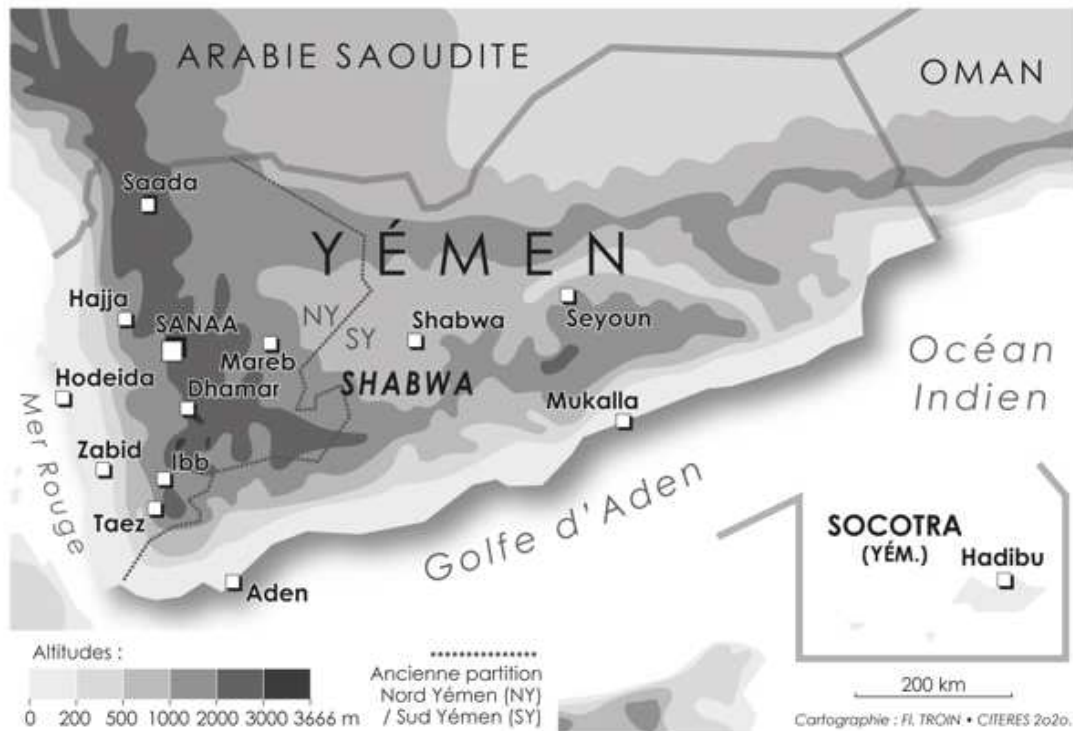 ARABIE SAOUDITE
OMAN
Saada
YÉMEN
Hajja
SANAA
NY
SY
Shabwa
Seyoun
Mareb
Hodeida
Dhamar
SHABWA
Mukalla
Océan
Indien
Mer Rouge
Zabid
Ibb
Taez
Golfe d'Aden
Aden
SOCOTRA
(YÉM.)
Hadibu
Altitudes :
0 200 500 1000 2000 3000 3666 m
Ancienne partition
Nord Yémen (NY)
/ Sud Yémen (SY)
200 km
Cartographie : Fl. TROIN • CITERES 2o2o.